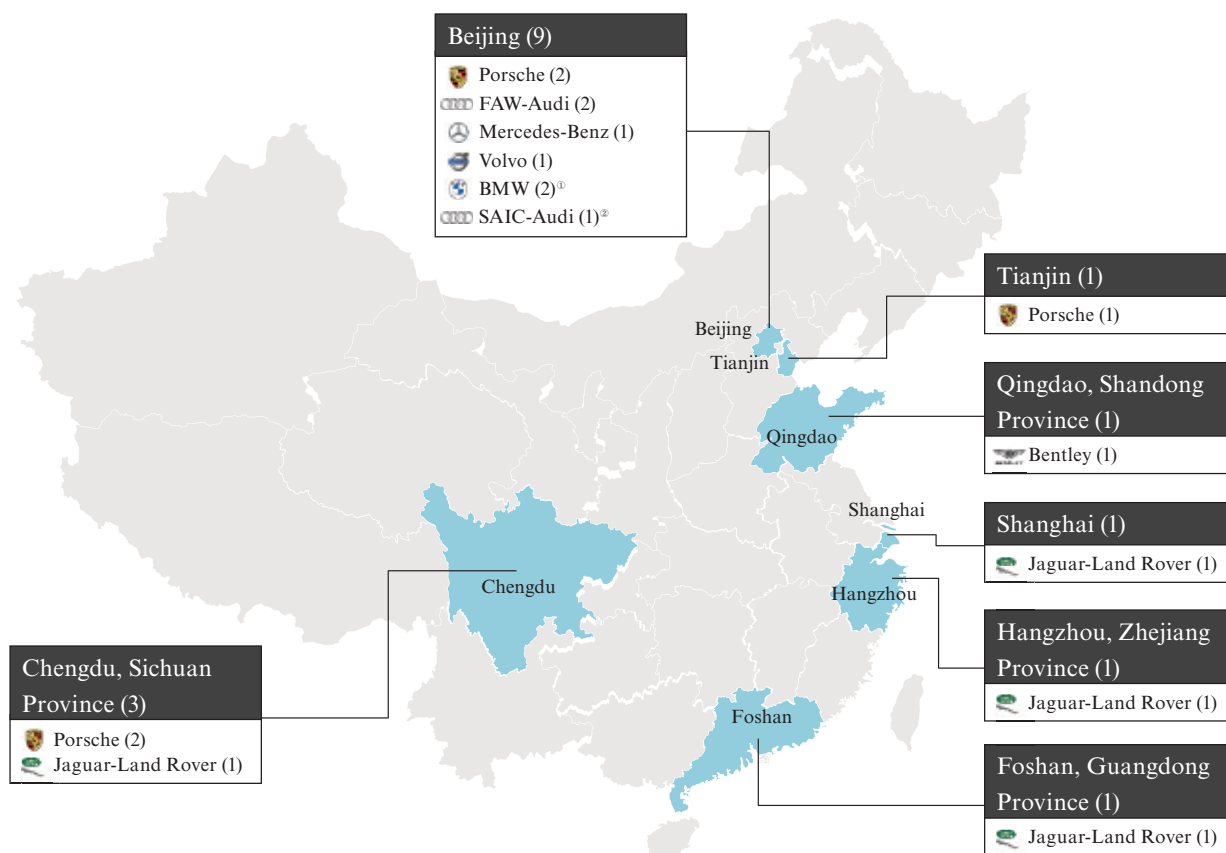 Beijing (9)
Porsche (2)
FAW-Audi (2)
Mercedes-Benz (1)
Volvo (1)
BMW (2)①
SAIC-Audi (1)②
Tianjin (1)
Porsche (1)
Beijing
Tianjin
Qingdao, Shandong
Province (1)
Bentley (1)
Qingdao
Shanghai
Shanghai (1)
Jaguar-Land Rover (1)
Chengdu
Hangzhou
Hangzhou, Zhejiang
Province (1)
Jaguar-Land Rover (1)
Chengdu, Sichuan
Province (3)
Porsche (2)
Jaguar-Land Rover (1)
Foshan
Foshan, Guangdong
Province (1)
Jaguar-Land Rover (1)